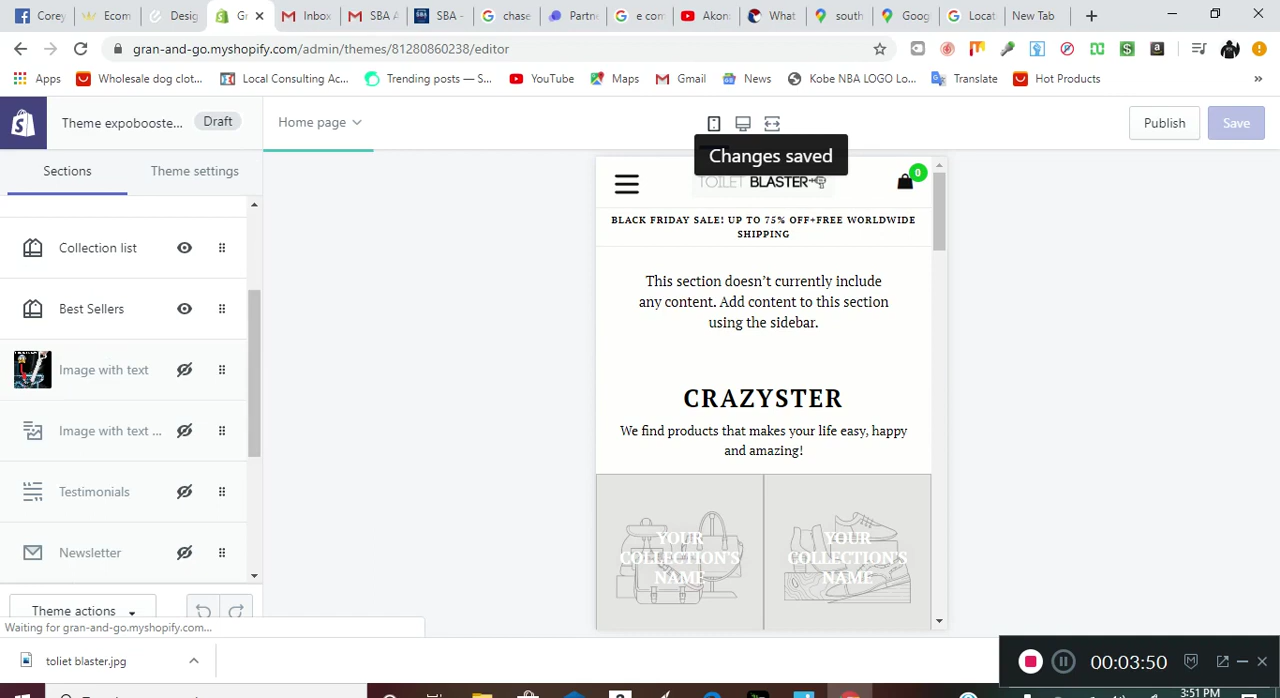 Corey
Ecom
Desig
Gr
Inbox
SBA A
SBA -
chase
Partne
e com
Akon
What
south
Goog
Locat
New Tab
gran-and-go.myshopify.com/admin/themes/81280860238/editor
Apps
Wholesale dog clot...
Local Consulting Ac...
Trending posts — S...
YouTube
Maps
Gmail
News
Kobe NBA LOGO Lo...
Translate
Hot Products
Theme expobooste...
Draft
Home page
Publish
Save
Changes saved
Sections
Theme settings
TOILET BLASTER
0
BLACK FRIDAY SALE! UP TO 75% OFF+FREE WORLDWIDE
SHIPPING
Collection list
Best Sellers
Image with text
Image with text ...
Testimonials
Newsletter
This section doesn't currently include
any content. Add content to this section
using the sidebar.
CRAZYSTER
We find products that makes your life easy, happy
and amazing!
YOUR
COLLECTION'S
NAME
YOUR
COLLECTION'S
NAME
Theme actions
Waiting for gran-and-go.myshopify.com...
toliet blaster.jpg
00:03:50
3:51 PM